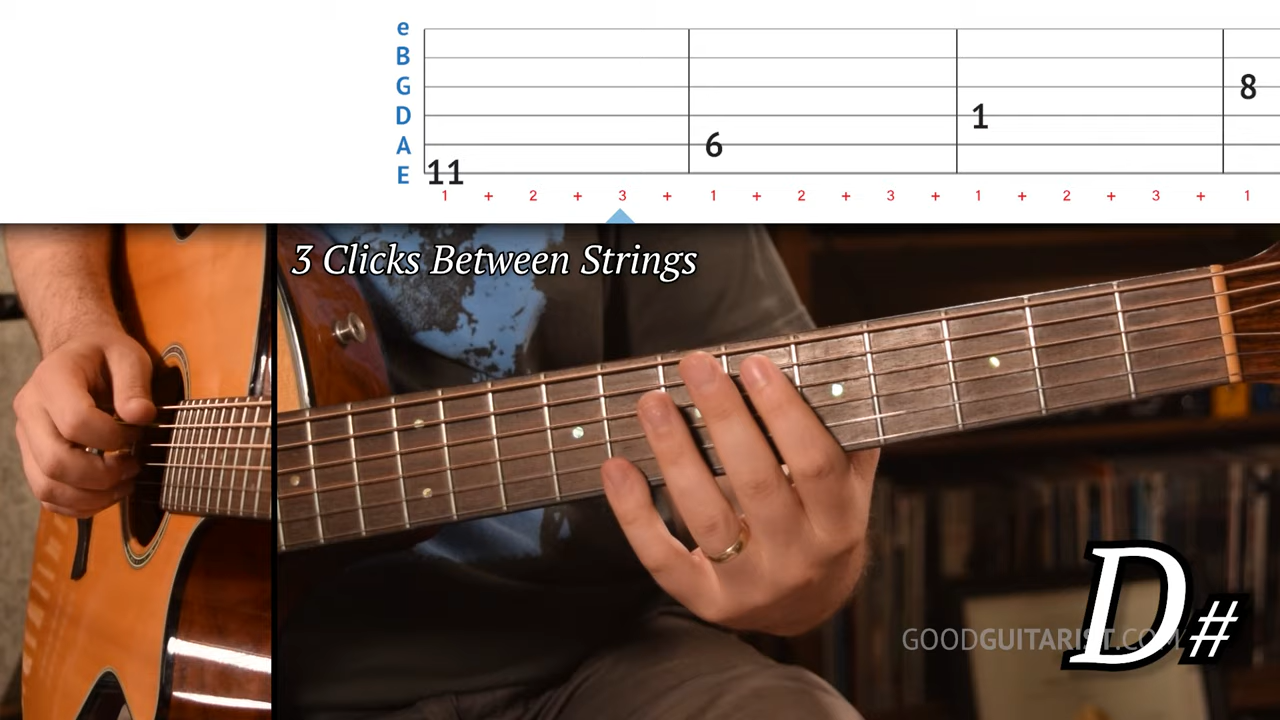 e
B
G 8
D 1
A 6
E 11
1 + 2 + 3 + 1 + 2 + 3 + 1 + 2 + 3 + 1
3 Clicks Between Strings
D#
GOODGUITARIST.COM